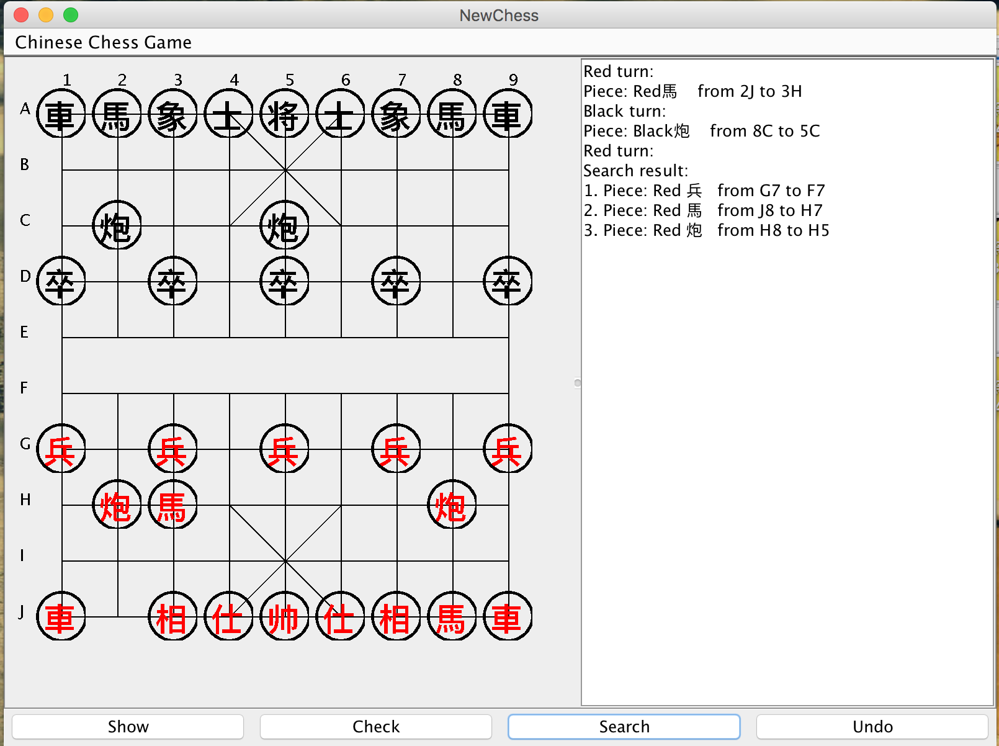 NewChess
Chinese Chess Game
1 2 3 4 5 6 7 8 9
A 車 馬 象 士 将 士 象 馬 車
B
C 炮 炮
D 卒 卒 卒 卒 卒
E
F
G 兵 兵 兵 兵 兵
H 炮 馬 炮
I
J 車 相 仕 帅 仕 相 馬 車
Red turn:
Piece: Red馬 from 2J to 3H
Black turn:
Piece: Black炮 from 8C to 5C
Red turn:
Search result:
1. Piece: Red 兵 from G7 to F7
2. Piece: Red 馬 from J8 to H7
3. Piece: Red 炮 from H8 to H5
Show Check Search Undo